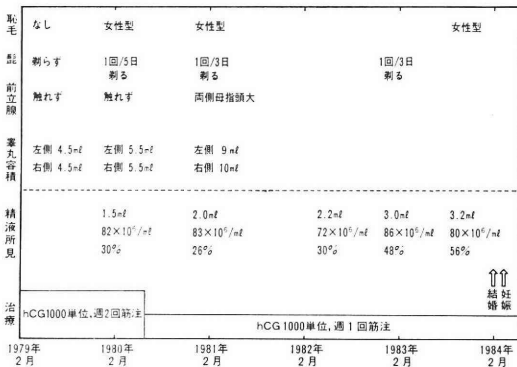 恥毛 なし 女性型 女性型 女性型
髭 剃らず 1回/5日 1回/3日 1回/3日
剃る 剃る 剃る
前立線 触れず 触れず 両側母指頭大
睾丸容積 左側 4.5ml 左側 5.5ml 左側 9ml
右側 4.5ml 右側 5.5ml 右側 10ml
精液所見 1.5ml 2.0ml 2.2ml 3.0ml 3.2ml
82×10⁶/ml 83×10⁶/ml 72×10⁶/ml 86×10⁶/ml 80×10⁶/ml
30% 26% 30% 48% 56%
結婚 妊娠
治療 hCG1000単位,週2回筋注
hCG1000単位,週1回筋注
1979年 1980年 1981年 1982年 1983年 1984年
2月 2月 2月 2月 2月 2月